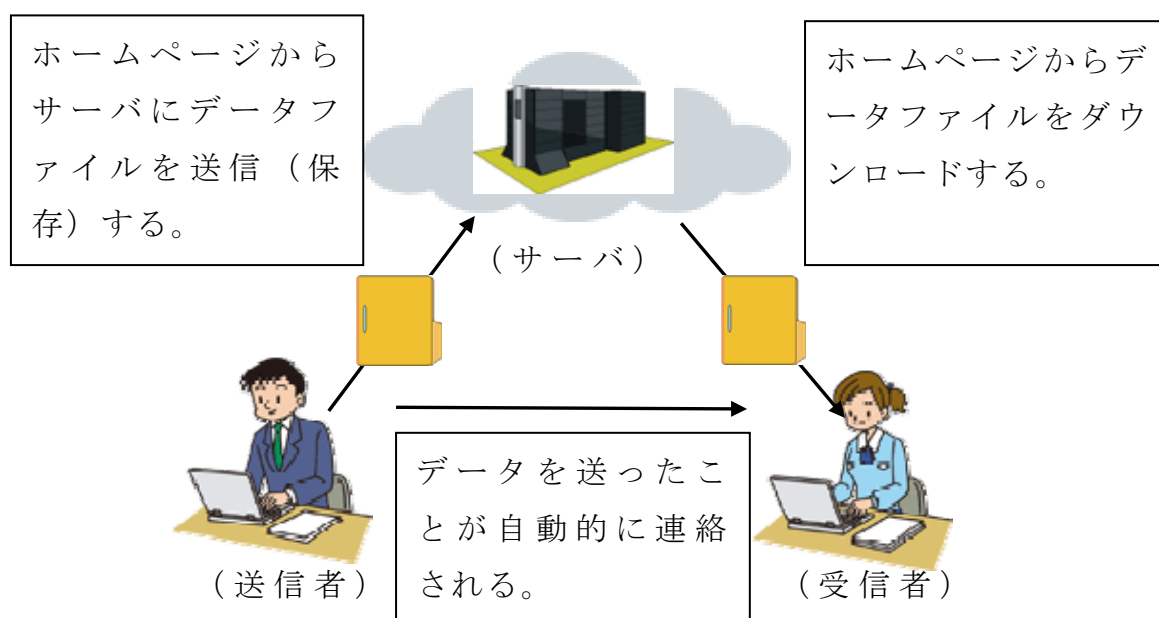 ホームページから
サーバにデータフ
ァイルを送信（保
存）する。
ホームページからデ
ータファイルをダウ
ンロードする。
（サーバ）
データを送ったこ
とが自動的に連絡
される。
（送信者）
（受信者）